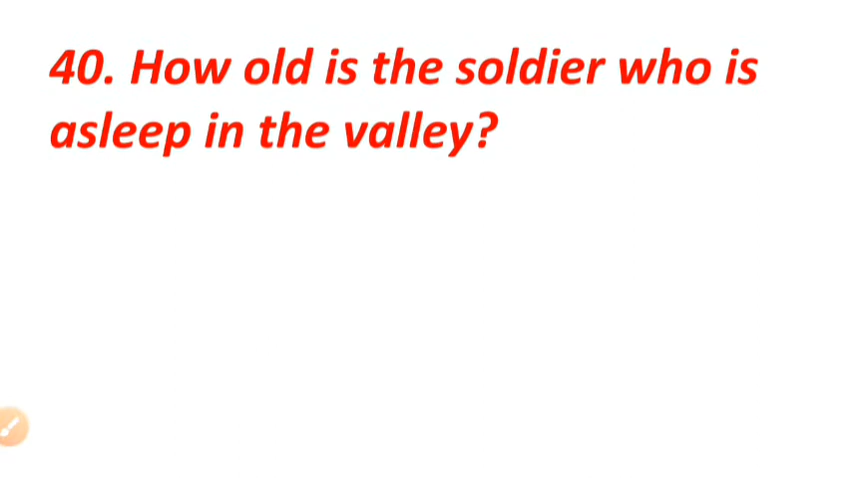 40. How old is the soldier who is
asleep in the valley?